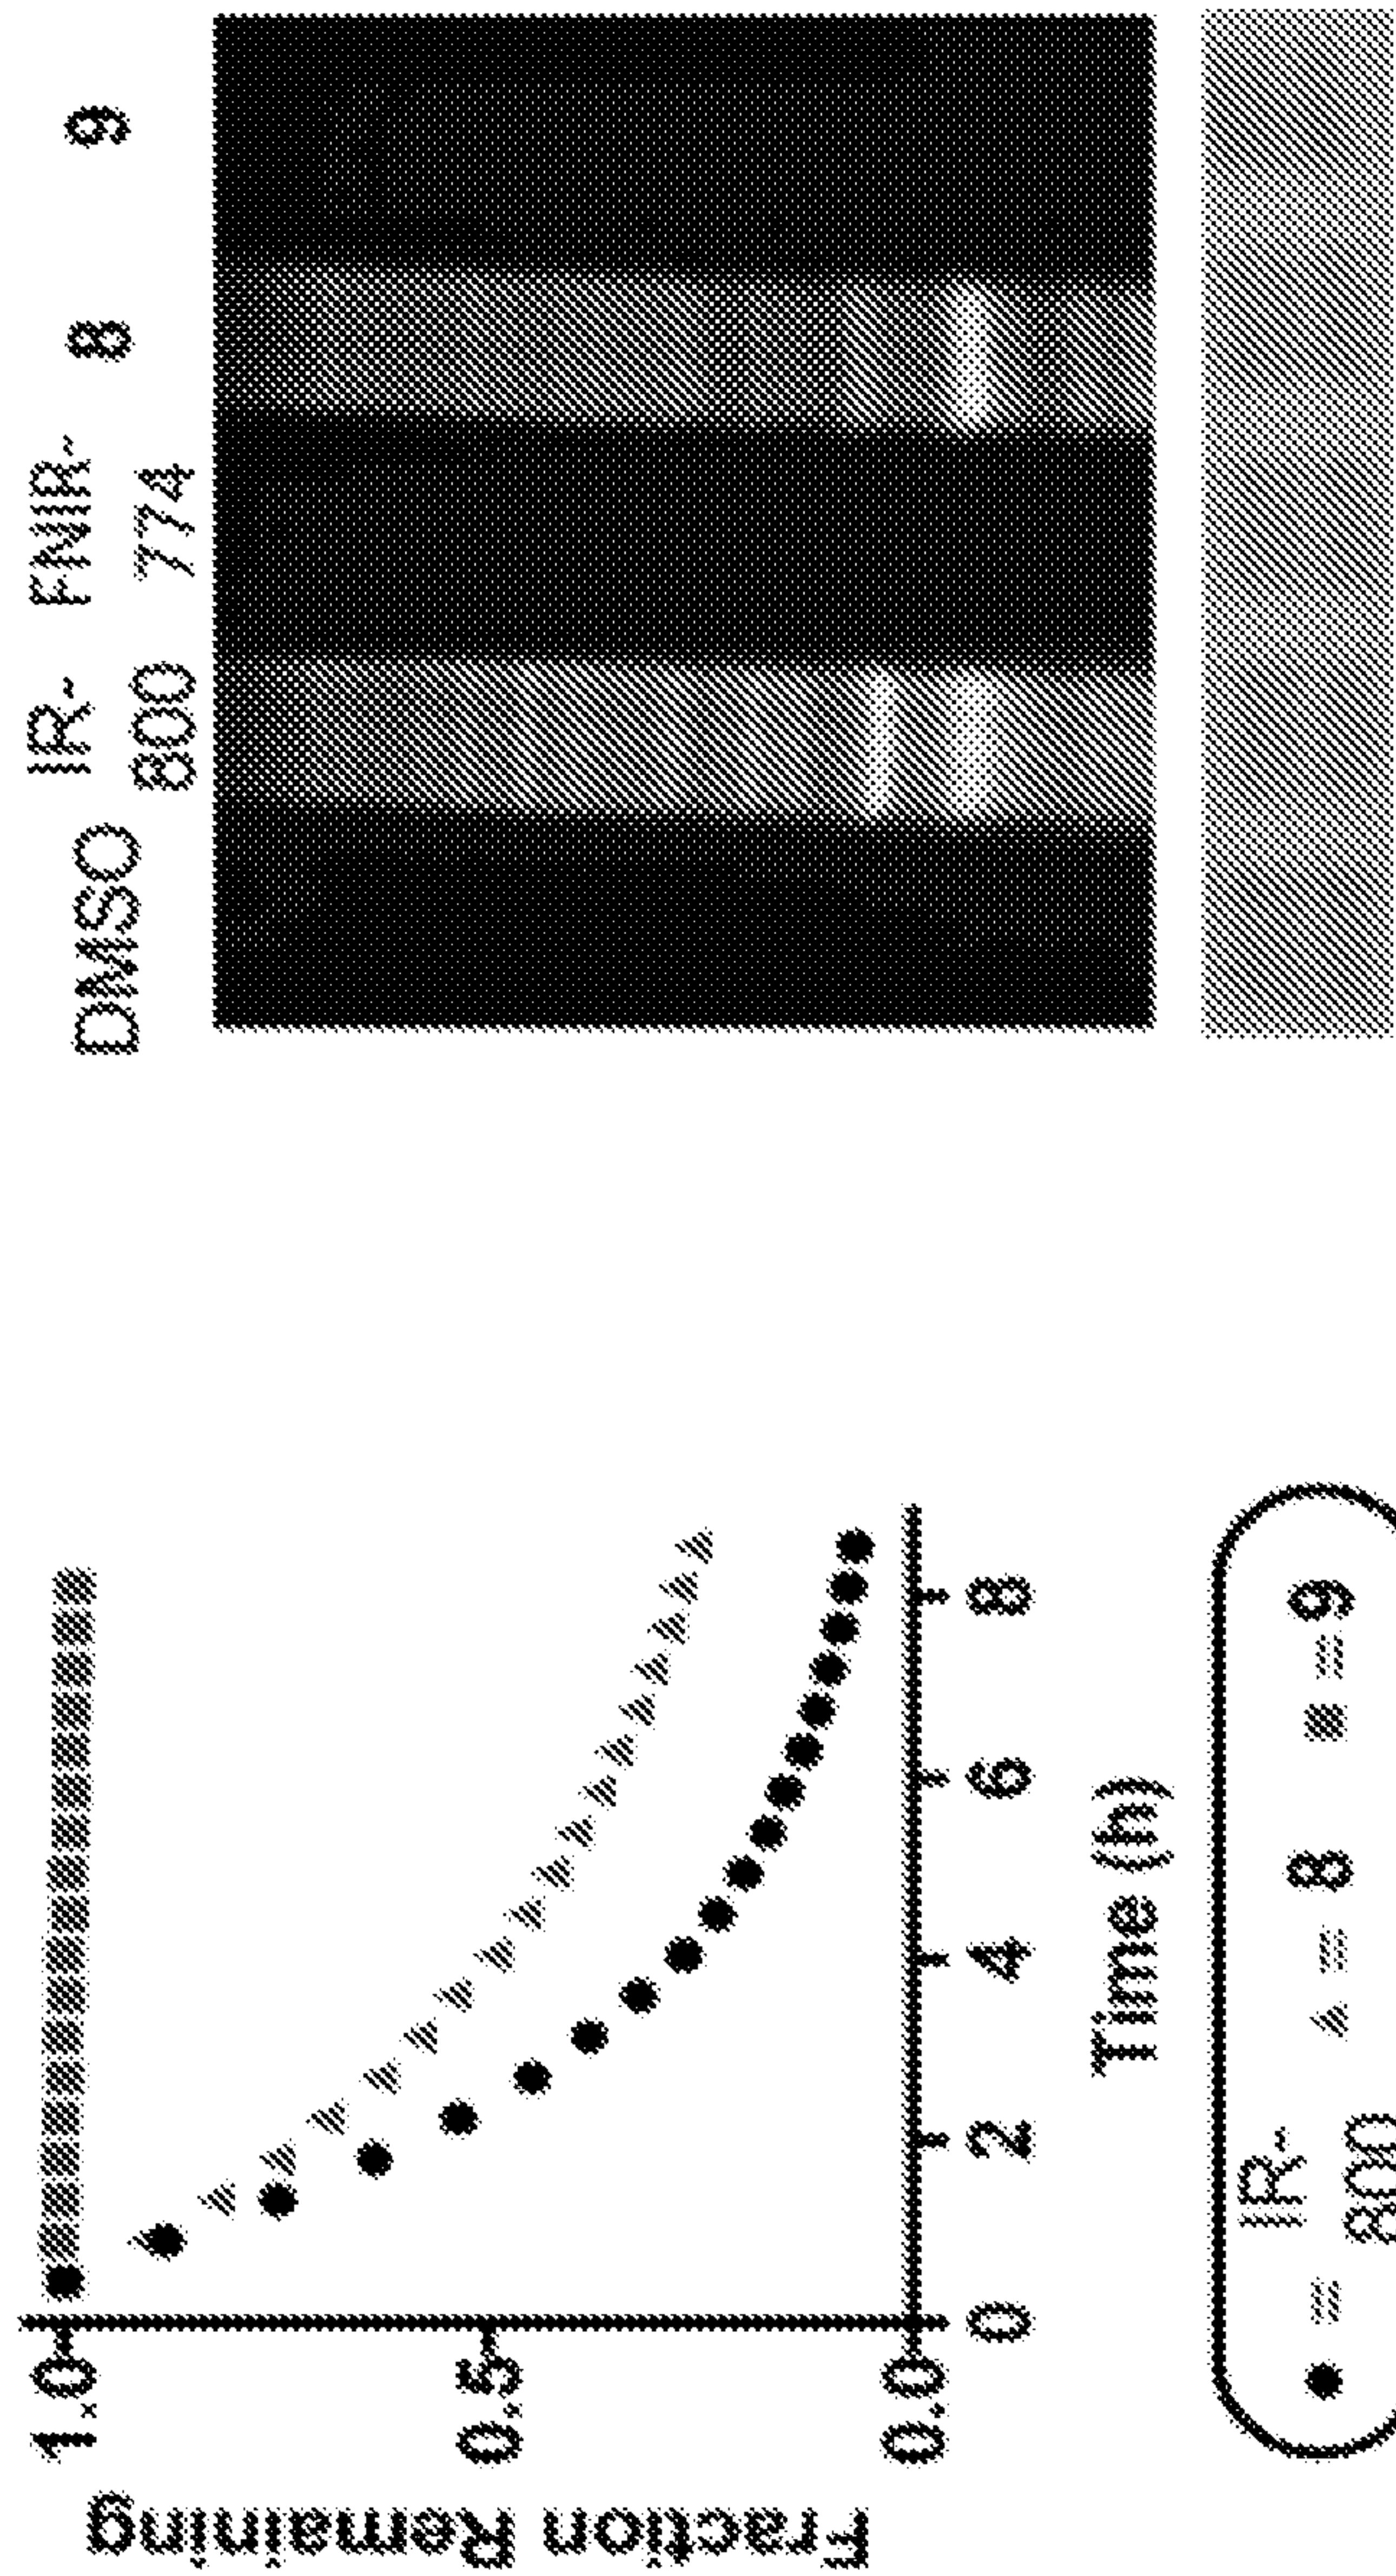 Fraction Remaining
1.0
0.5
0.0
0 2 4 6 8
Time (h)
● = IR-800
▲ = 8
■ = 9
DMSO
IR-
800
FNIR-
774
8
9